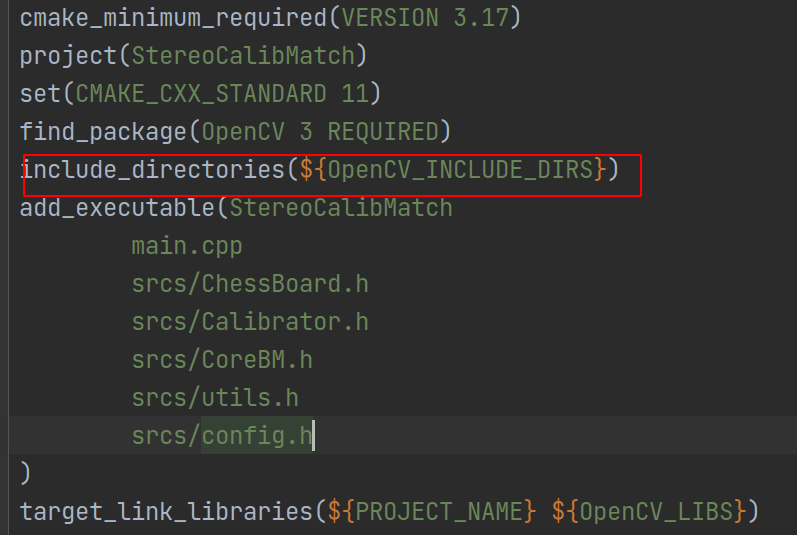 cmake_minimum_required(VERSION 3.17)
project(StereoCalibMatch)
set(CMAKE_CXX_STANDARD 11)
find_package(OpenCV 3 REQUIRED)
include_directories(${OpenCV_INCLUDE_DIRS})
add_executable(StereoCalibMatch
        main.cpp
        srcs/ChessBoard.h
        srcs/Calibrator.h
        srcs/CoreBM.h
        srcs/utils.h
        srcs/config.h
)
target_link_libraries(${PROJECT_NAME} ${OpenCV_LIBS})